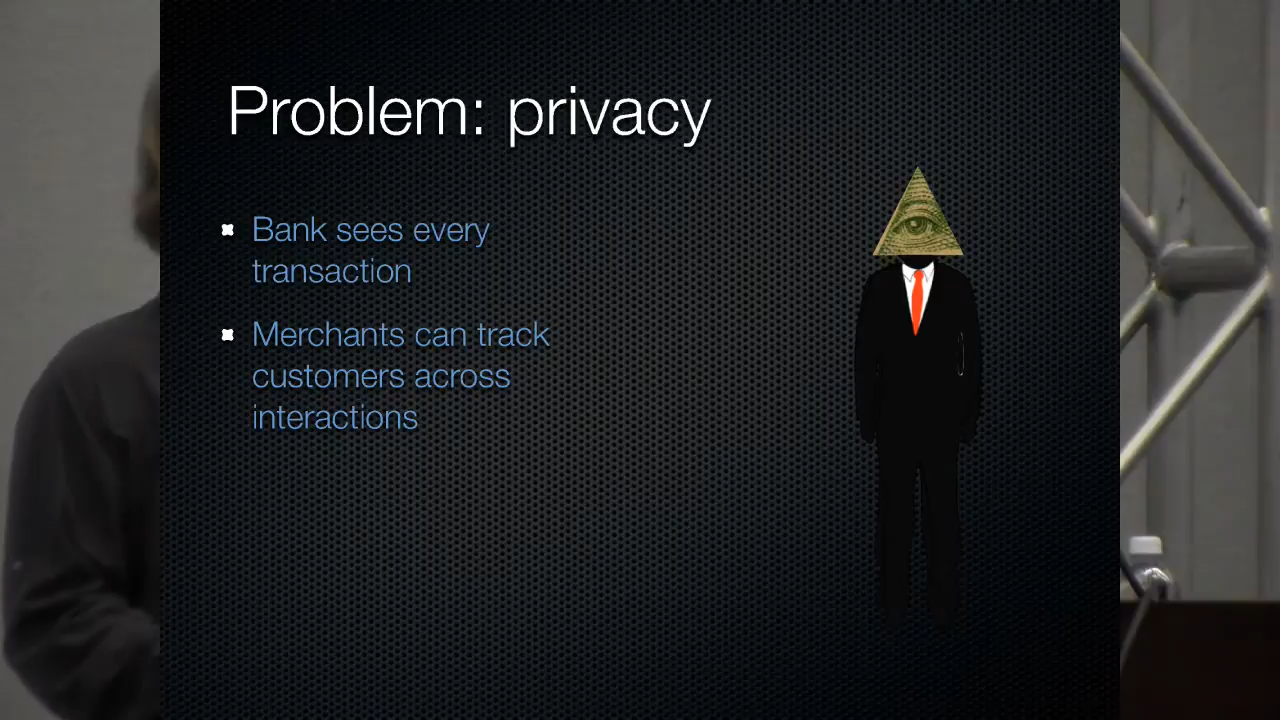 Problem: privacy
Bank sees every
transaction
Merchants can track
customers across
interactions